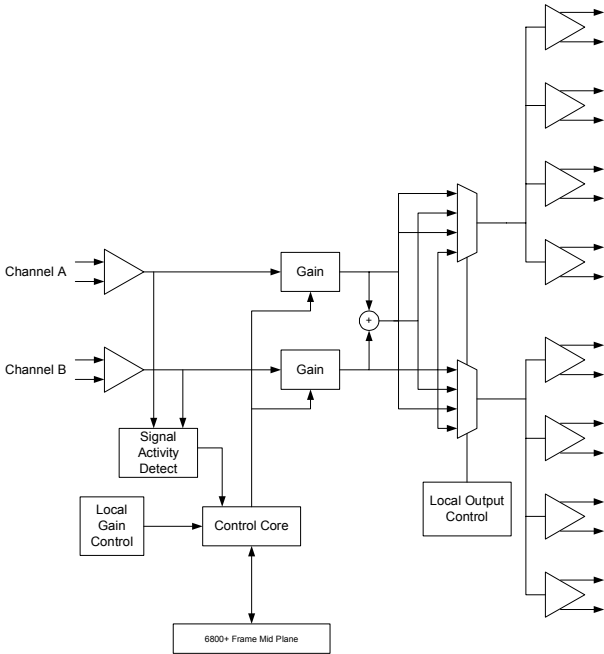 Channel A
Gain
+
Channel B
Gain
Signal
Activity
Detect
Local
Gain
Control
Control Core
Local Output
Control
6800+ Frame Mid Plane